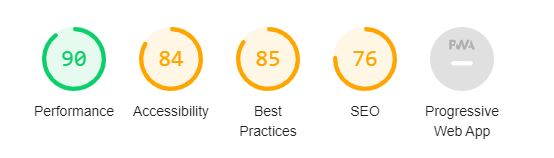 90 84 85 76 PWA
Performance Accessibility Best Practices SEO Progressive Web App